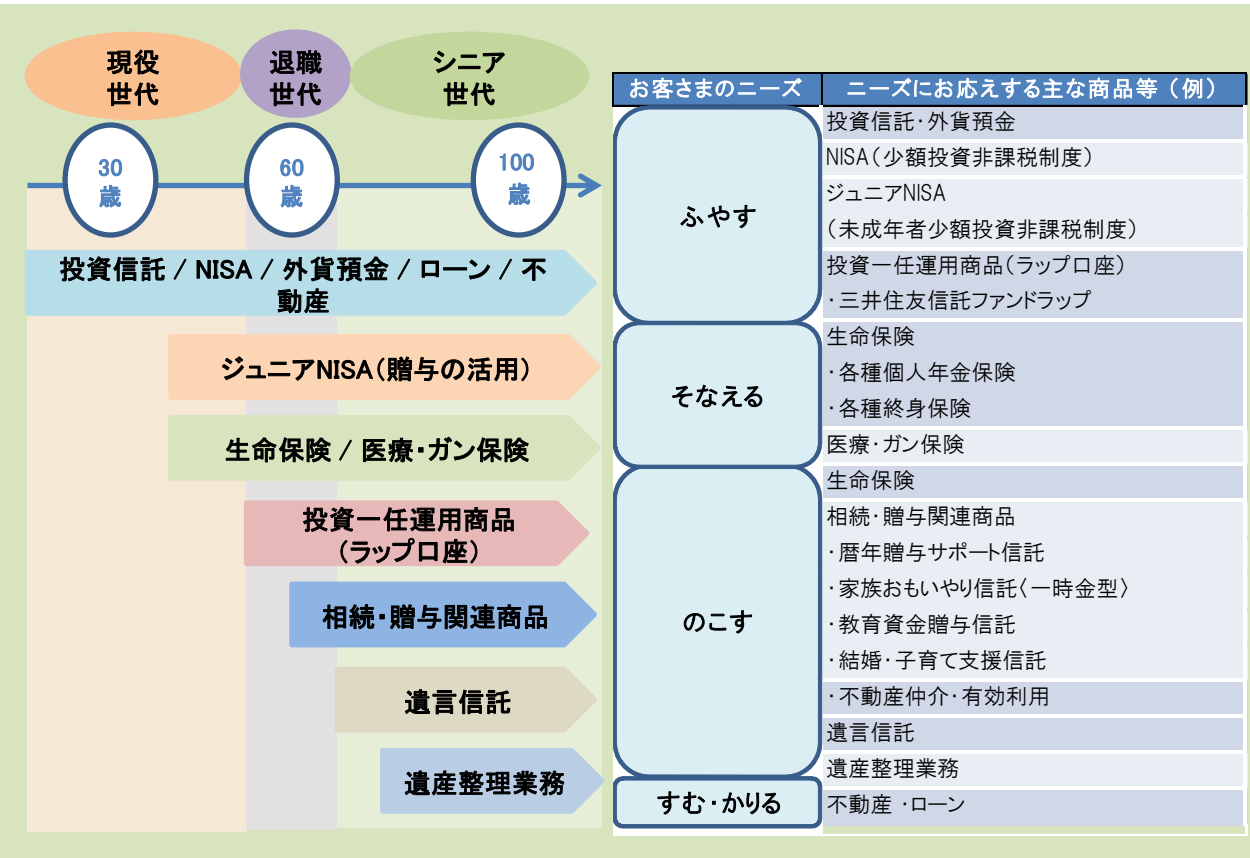 現役
世代
退職
世代
シニア
世代
30
歳
60
歳
100
歳
投資信託 / NISA / 外貨預金 / ローン / 不
動産
ジュニアNISA(贈与の活用)
生命保険 / 医療・ガン保険
投資一任運用商品
(ラップ口座)
相続・贈与関連商品
遺言信託
遺産整理業務
お客さまのニーズ
ニーズにお応えする主な商品等(例)
ふやす
投資信託・外貨預金
NISA(少額投資非課税制度)
ジュニアNISA
(未成年者少額投資非課税制度)
投資一任運用商品(ラップ口座)
・三井住友信託ファンドラップ
そなえる
生命保険
・各種個人年金保険
・各種終身保険
医療・ガン保険
のこす
生命保険
相続・贈与関連商品
・暦年贈与サポート信託
・家族おもいやり信託〈一時金型〉
・教育資金贈与信託
・結婚・子育て支援信託
・不動産仲介・有効利用
遺言信託
遺産整理業務
すむ・かりる
不動産 ・ローン